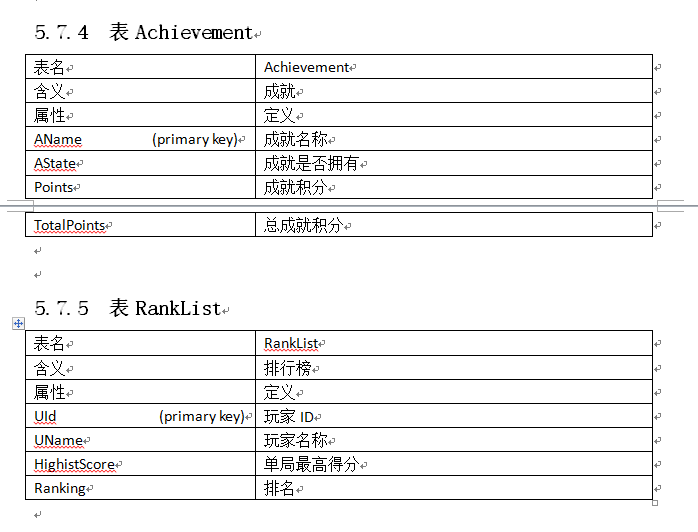 5.7.4 表 Achievement
表名 Achievement
含义 成就
属性 定义
AName (primary key) 成就名称
AState 成就是否拥有
Points 成就积分
TotalPoints 总成就积分
5.7.5 表 RankList
表名 RankList
含义 排行榜
属性 定义
UId (primary key) 玩家 ID
UName 玩家名称
HighistScore 单局最高得分
Ranking 排名